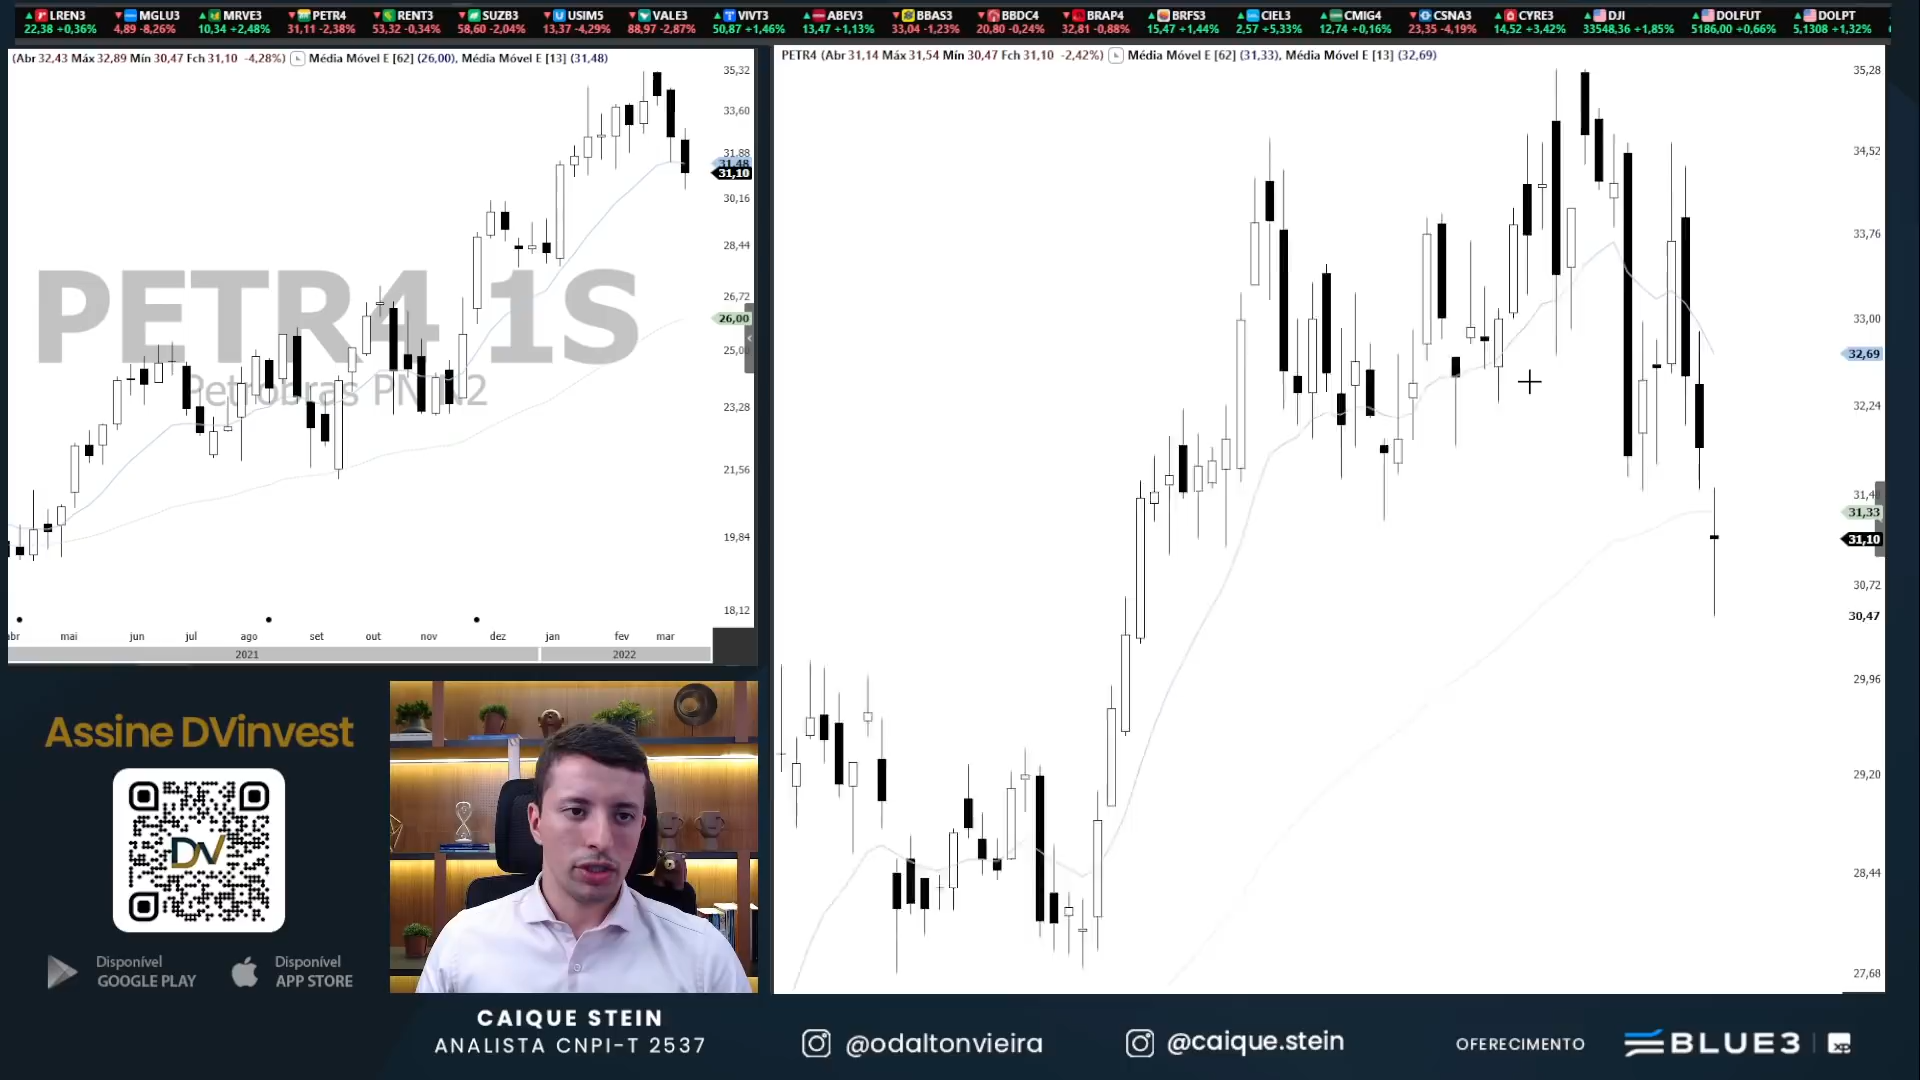 LREN3 MGLU3 MRVE3 PETR4 RENT3 SUZB3 USIM5 VALE3 VIVT3 ABEV3 BBAS3 BBDC4 BRAP4 BRFS3 CIEL3 CMIG4 CSNA3 CYRE3 DJI DOLFUT DOLPT
22,38 +0,36% 4,89 -8,26% 10,34 +2,48% 31,11 -2,38% 53,32 -0,34% 58,60 -2,04% 13,37 -4,29% 88,97 -2,87% 50,87 +1,46% 13,47 +1,13% 33,04 -1,23% 20,80 -0,24% 32,81 -0,88% 15,47 +1,44% 2,57 +5,33% 12,74 +0,16% 23,35 -4,19% 14,52 +3,42% 33548,36 +1,85% 5186,00 +0,66% 5,1308 +1,32%
(Abr 32,43 Máx 32,89 Mín 30,47 Fch 31,10 -4,28%) Média Móvel E [62] (26,00), Média Móvel E [13] (31,48)
35,32
33,60
31,88
31,48
31,10
30,16
28,44
26,72
26,00
25,00
23,28
21,56
19,84
18,12
PETR4 1S
Petrobras PN N2
abr mai jun jul ago set out nov dez jan fev mar
2021 2022
PETR4 (Abr 31,14 Máx 31,54 Mín 30,47 Fch 31,10 -2,42%) Média Móvel E [62] (31,33), Média Móvel E [13] (32,69)
35,28
34,52
33,76
33,00
32,69
32,24
31,33
31,10
30,72
30,47
29,96
29,20
28,44
27,68
Assine DVinvest
DV
Disponível
GOOGLE PLAY
Disponível
APP STORE
CAIQUE STEIN
ANALISTA CNPI-T 2537
@odaltonvieira
@caique.stein
OFERECIMENTO
BLUE3
xp